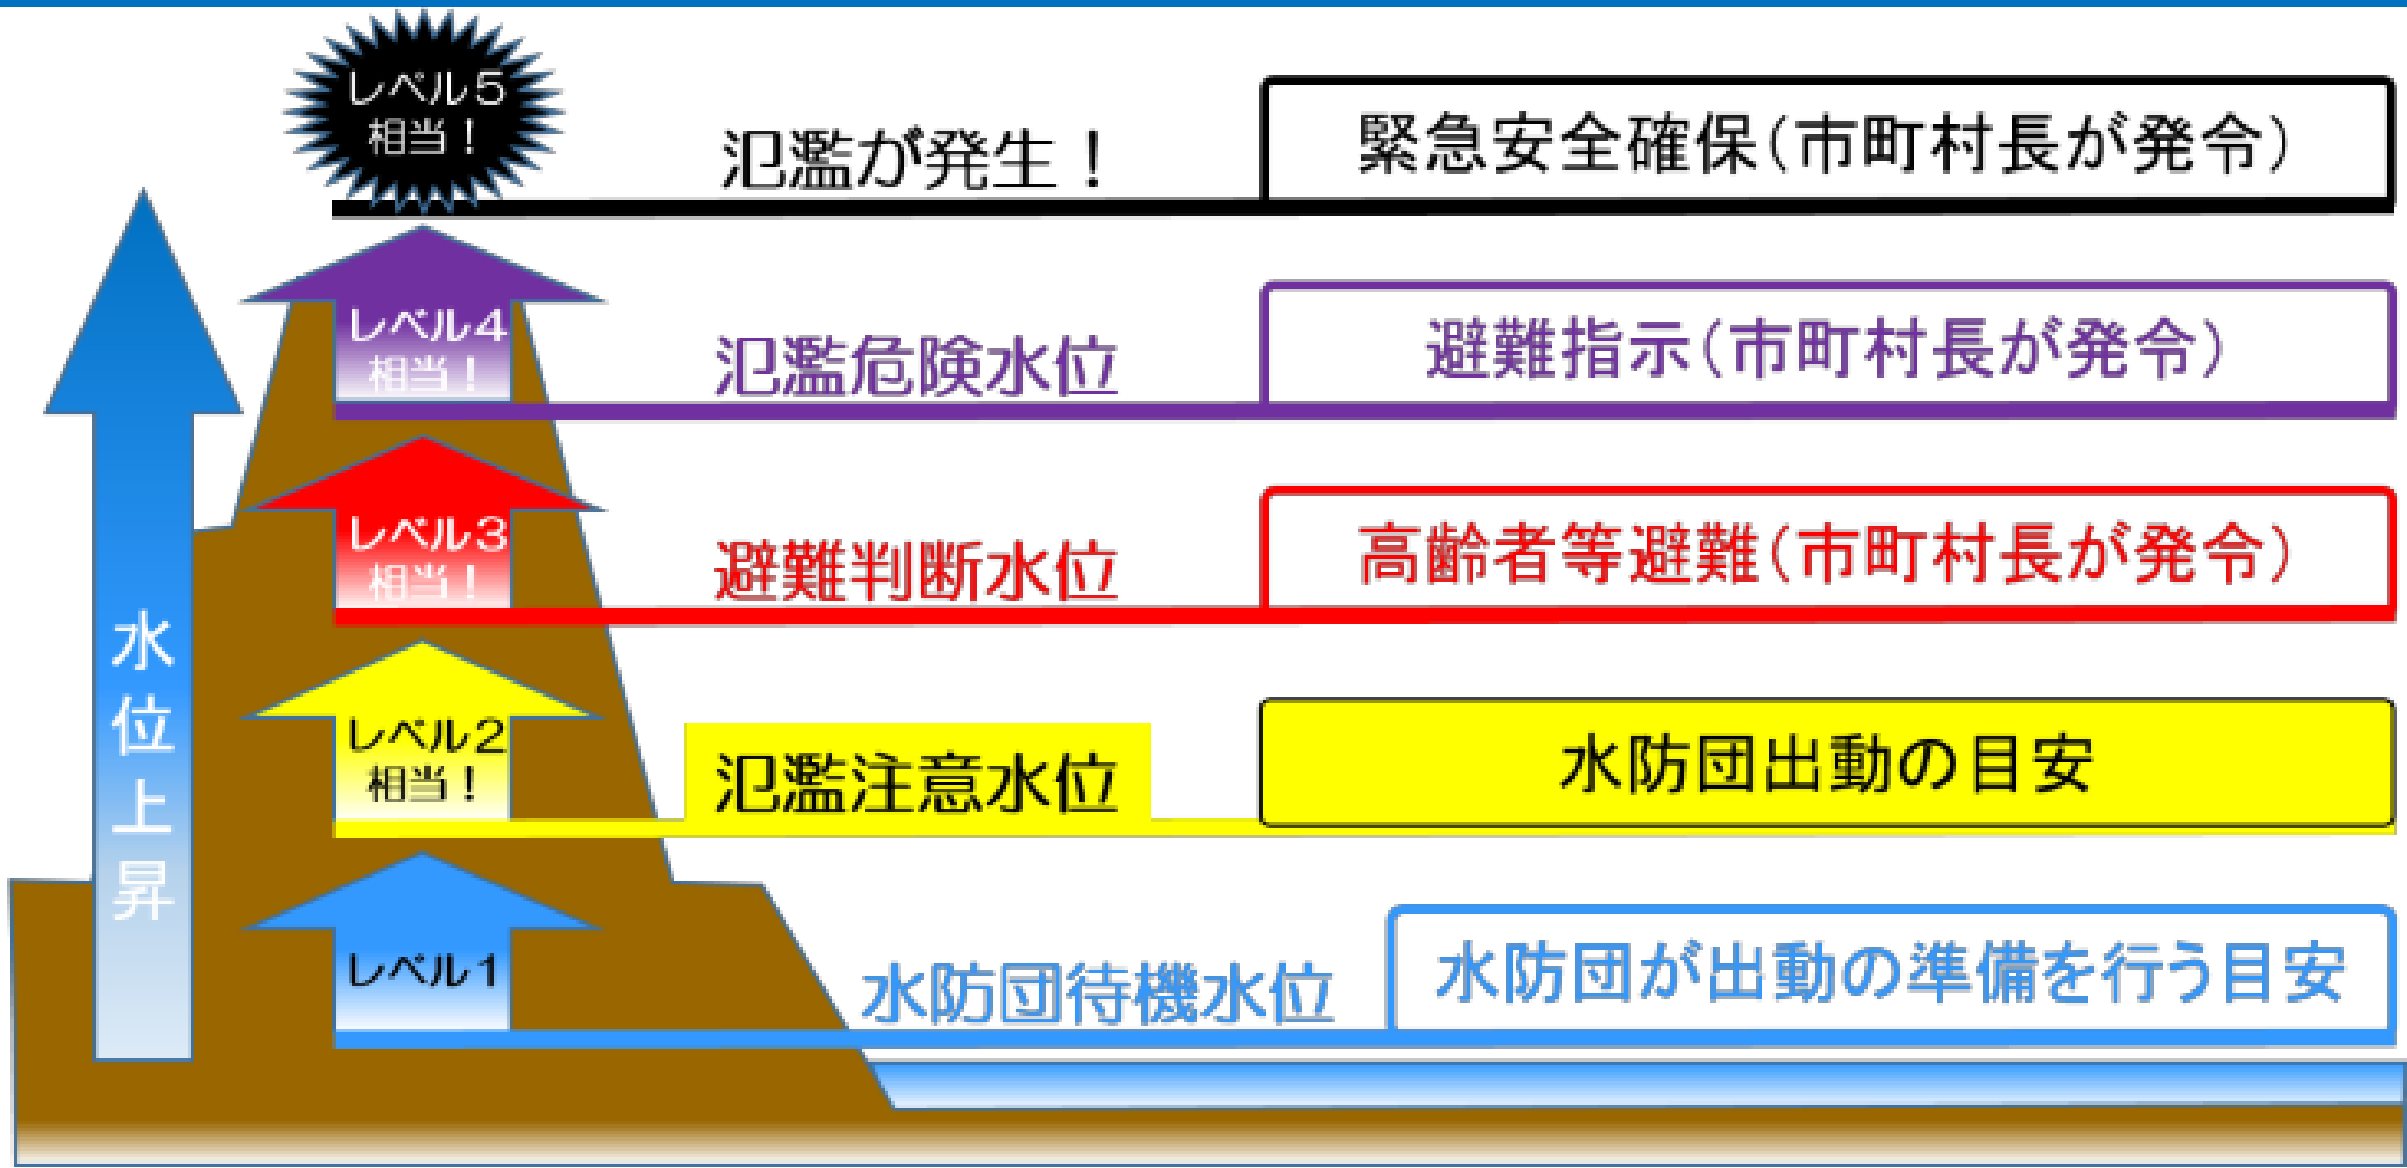 レベル5
相当！
氾濫が発生！
緊急安全確保(市町村長が発令)
レベル4
相当！
氾濫危険水位
避難指示(市町村長が発令)
レベル3
相当！
避難判断水位
高齢者等避難(市町村長が発令)
レベル2
相当！
氾濫注意水位
水防団出動の目安
レベル1
水防団待機水位
水防団が出動の準備を行う目安
水位上昇